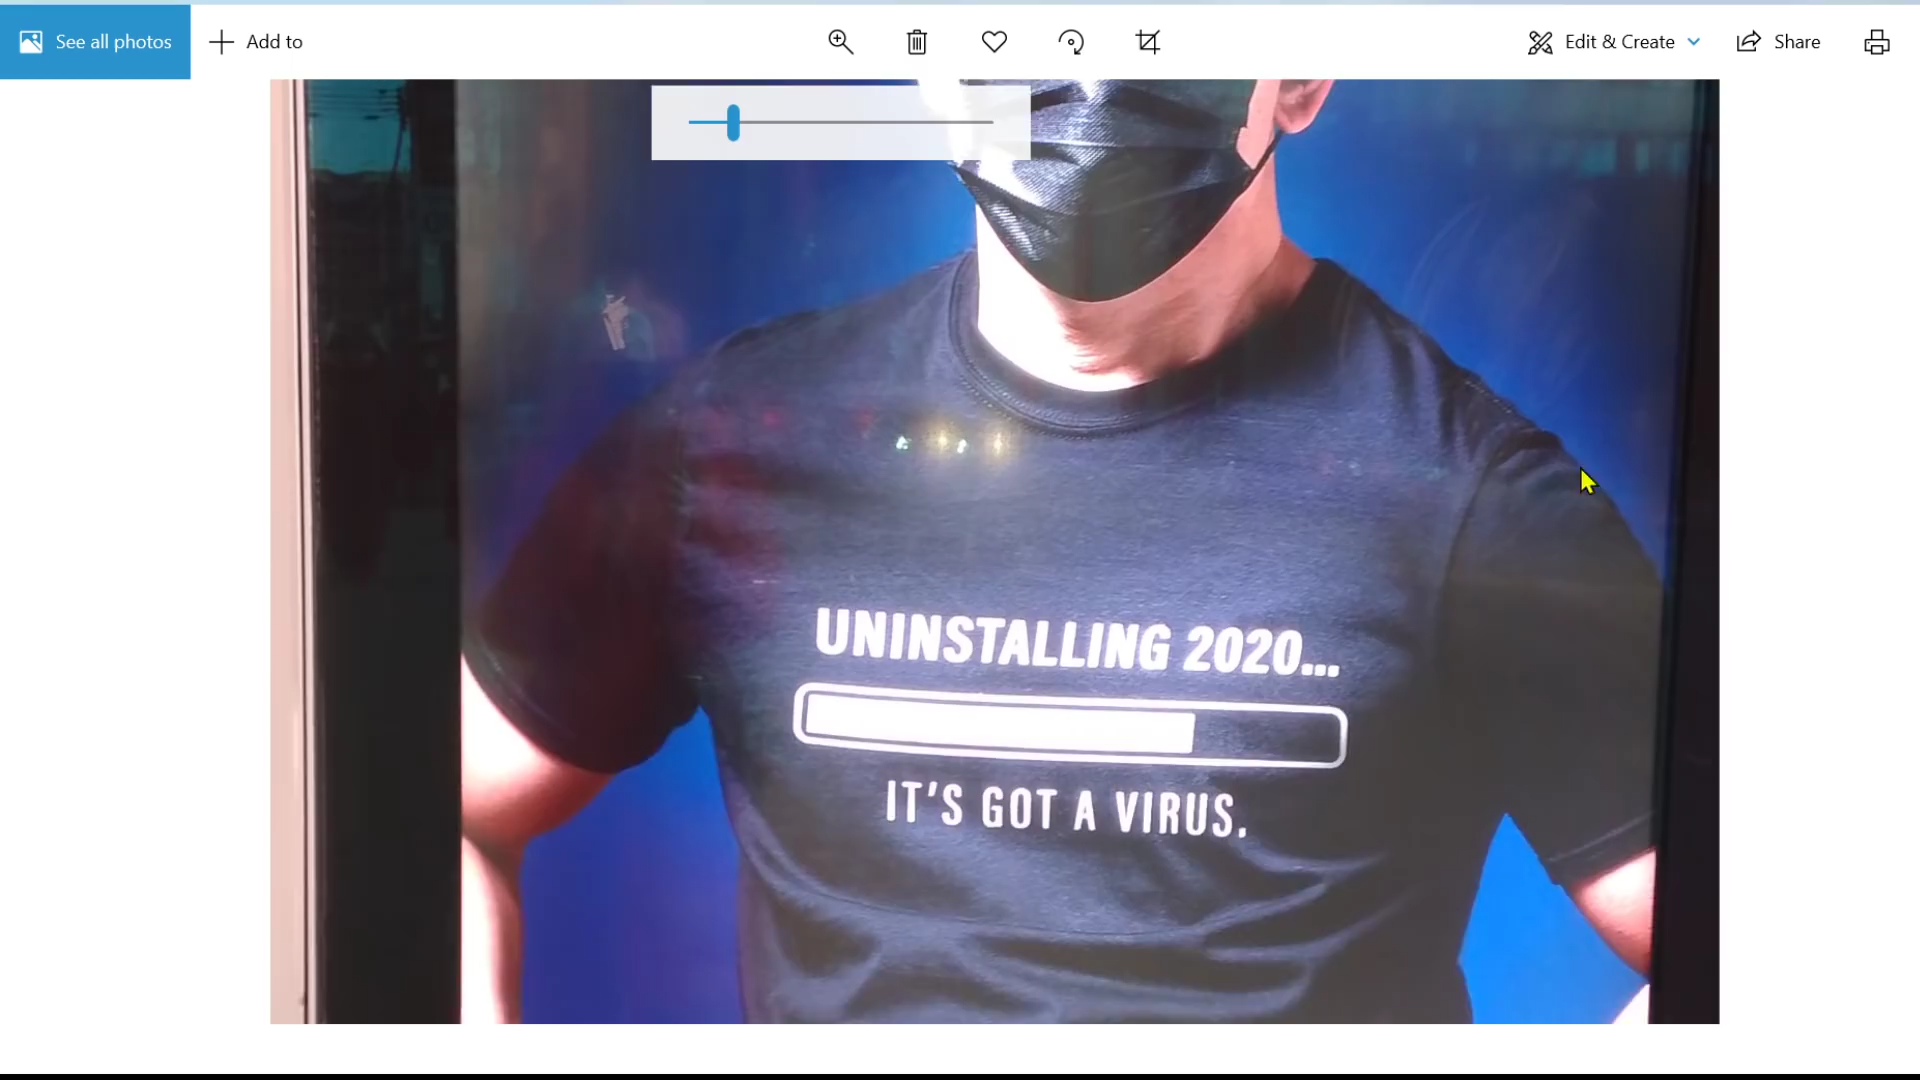 See all photos
Add to
Edit & Create
Share
UNINSTALLING 2020...
IT'S GOT A VIRUS.